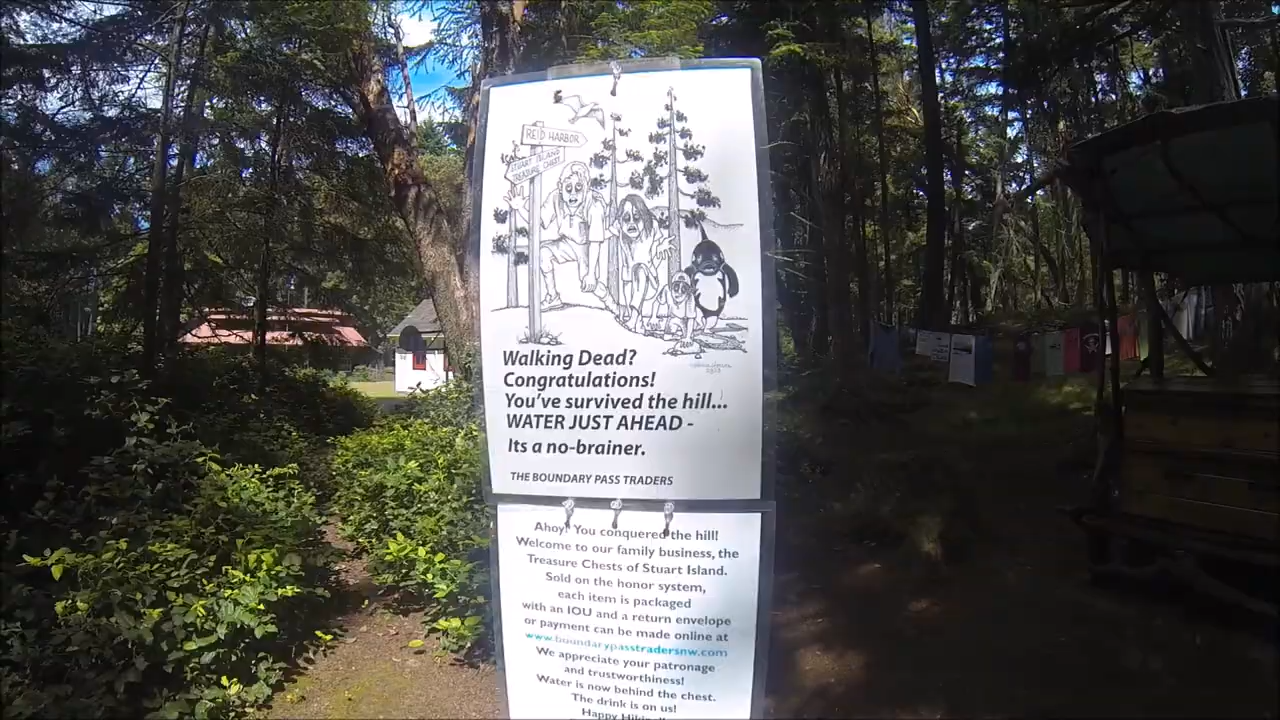 REID HARBOR
STUART ISLAND
TREASURE CHEST
2023
Walking Dead?
Congratulations!
You've survived the hill...
WATER JUST AHEAD -
Its a no-brainer.
THE BOUNDARY PASS TRADERS
Ahoy! You conquered the hill!
Welcome to our family business, the
Treasure Chests of Stuart Island.
Sold on the honor system,
each item is packaged
with an IOU and a return envelope
or payment can be made online at
www.boundarypasstradersnw.com
We appreciate your patronage
and trustworthiness!
Water is now behind the chest.
The drink is on us!
Happy Hiking!